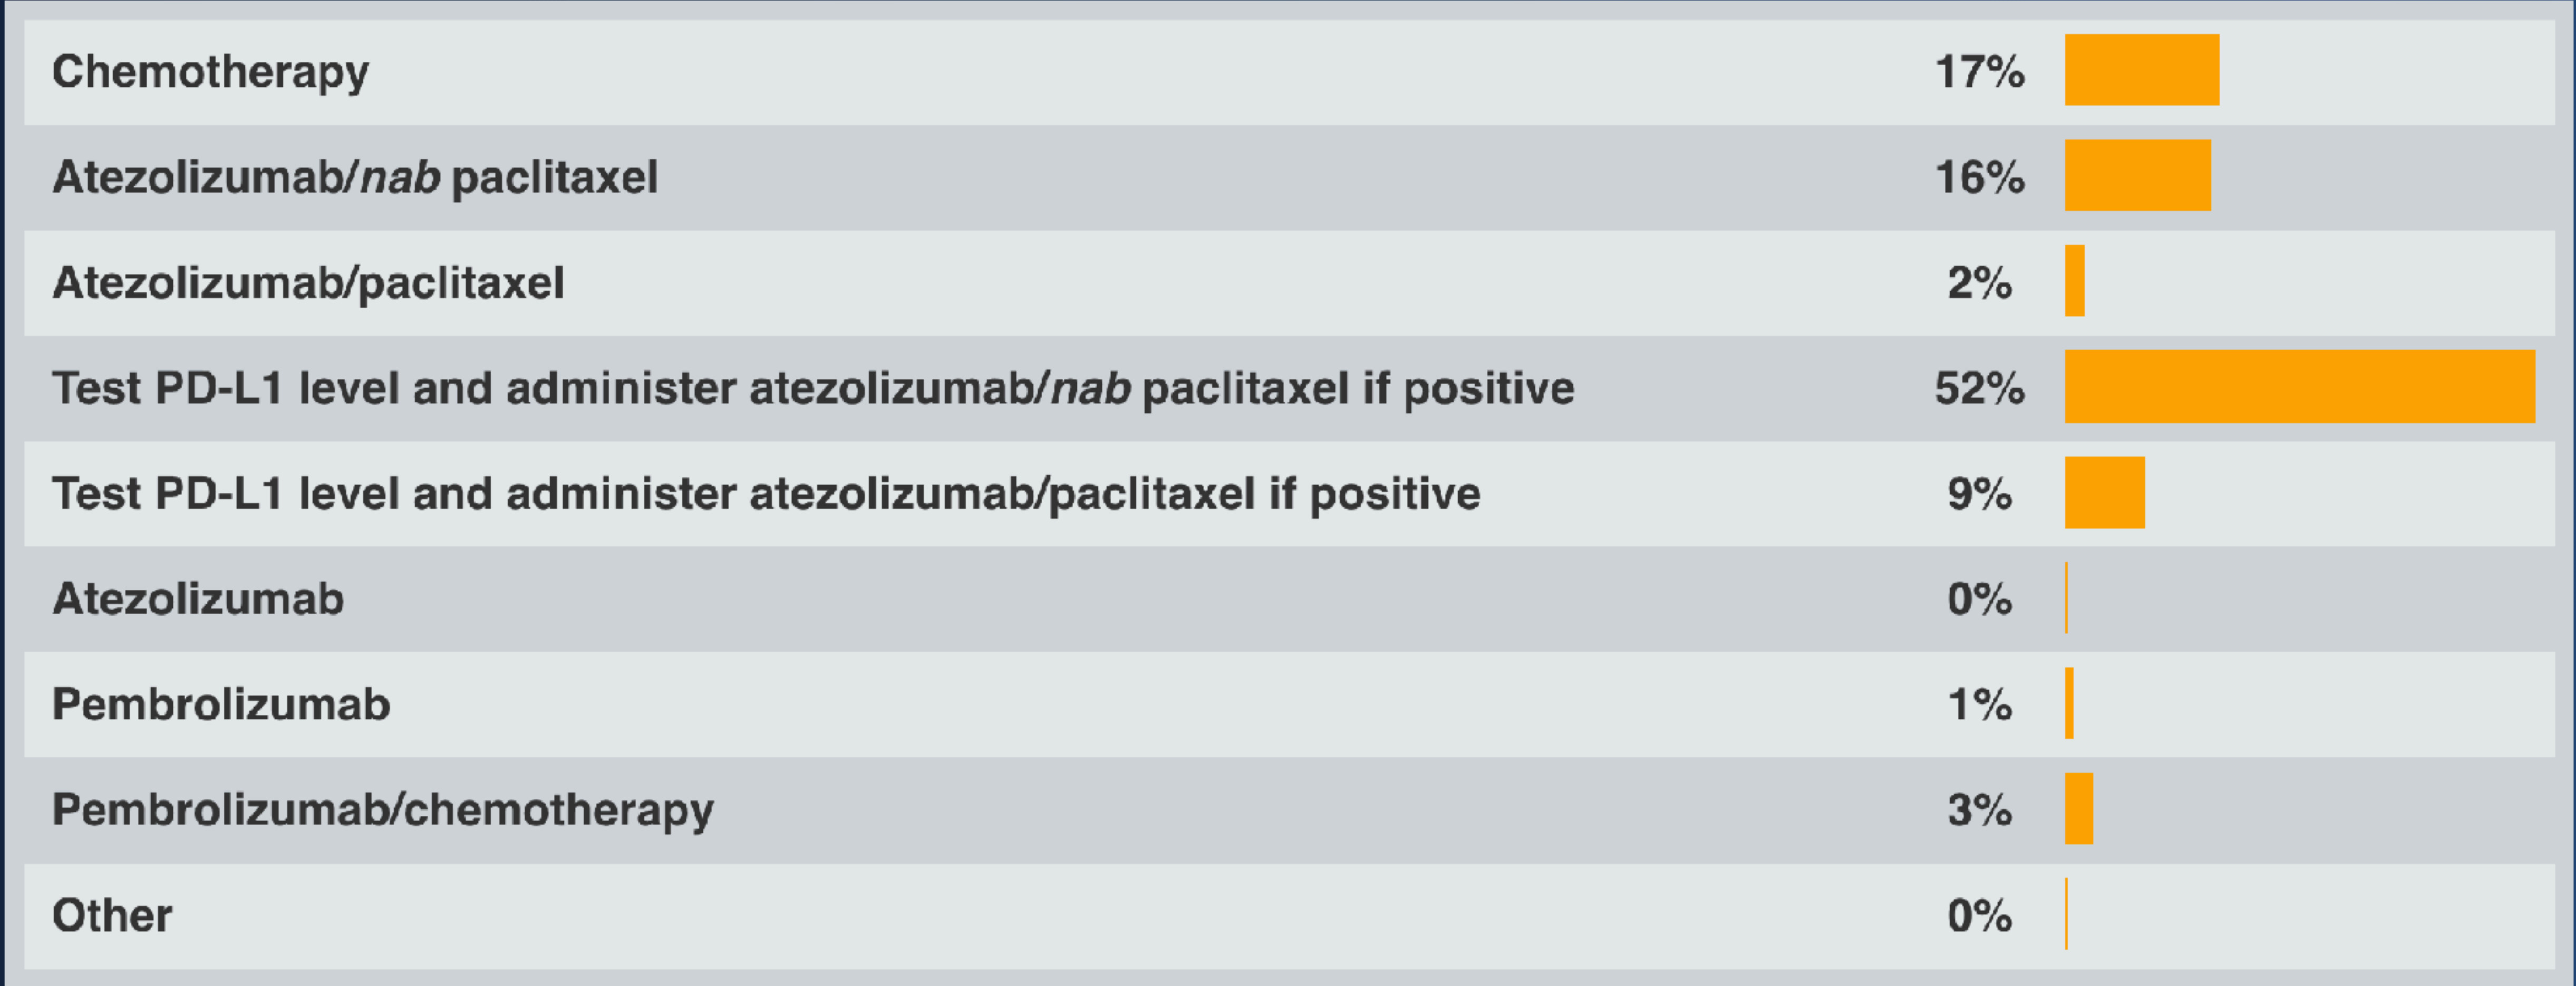 Chemotherapy 17%
Atezolizumab/nab paclitaxel 16%
Atezolizumab/paclitaxel 2%
Test PD-L1 level and administer atezolizumab/nab paclitaxel if positive 52%
Test PD-L1 level and administer atezolizumab/paclitaxel if positive 9%
Atezolizumab 0%
Pembrolizumab 1%
Pembrolizumab/chemotherapy 3%
Other 0%